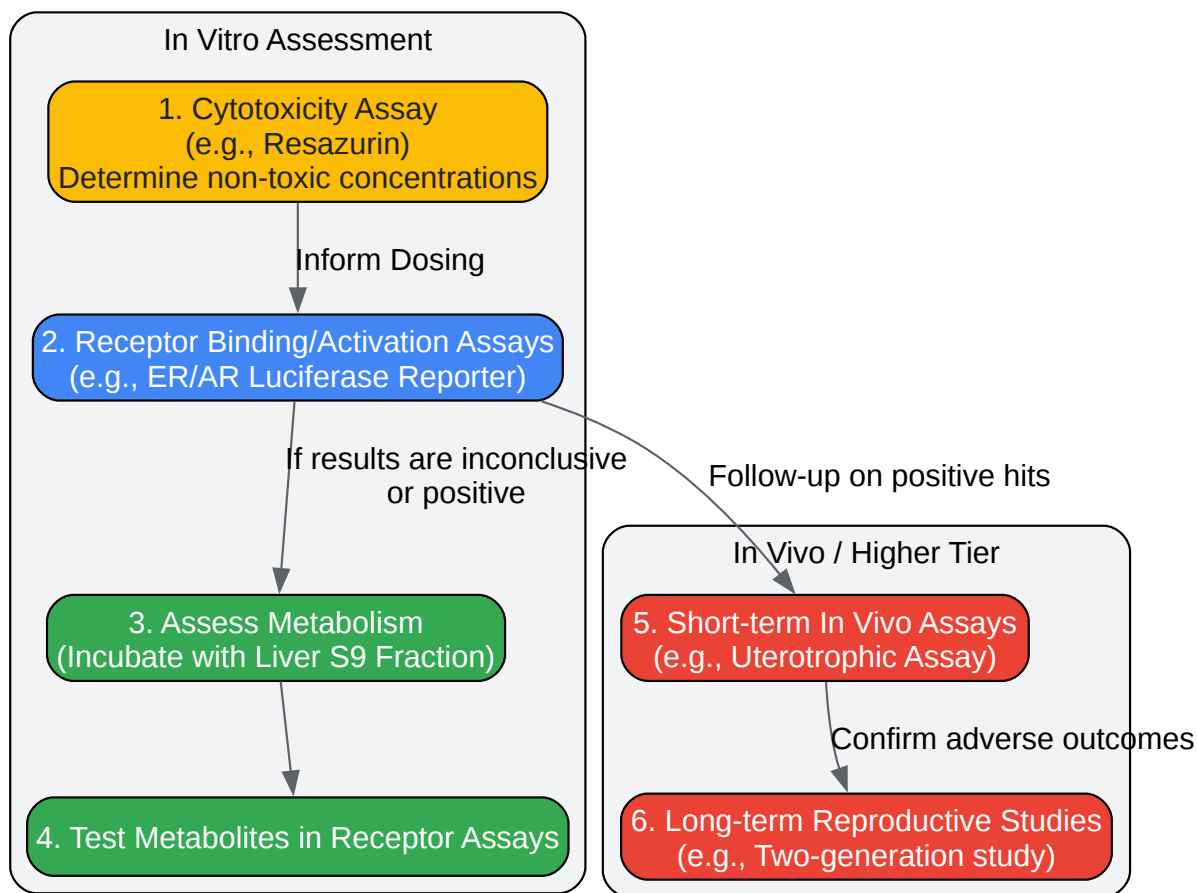 In Vitro Assessment
1. Cytotoxicity Assay
(e.g., Resazurin)
Determine non-toxic concentrations
Inform Dosing
2. Receptor Binding/Activation Assays
(e.g., ER/AR Luciferase Reporter)
If results are inconclusive
or positive
Follow-up on positive hits
In Vivo / Higher Tier
3. Assess Metabolism
(Incubate with Liver S9 Fraction)
5. Short-term In Vivo Assays
(e.g., Uterotrophic Assay)
Confirm adverse outcomes
4. Test Metabolites in Receptor Assays
6. Long-term Reproductive Studies
(e.g., Two-generation study)